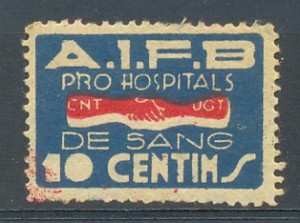 A.I.F.B
PRO HOSPITALS
CNT UGT
DE SANG
10 CENTIMS